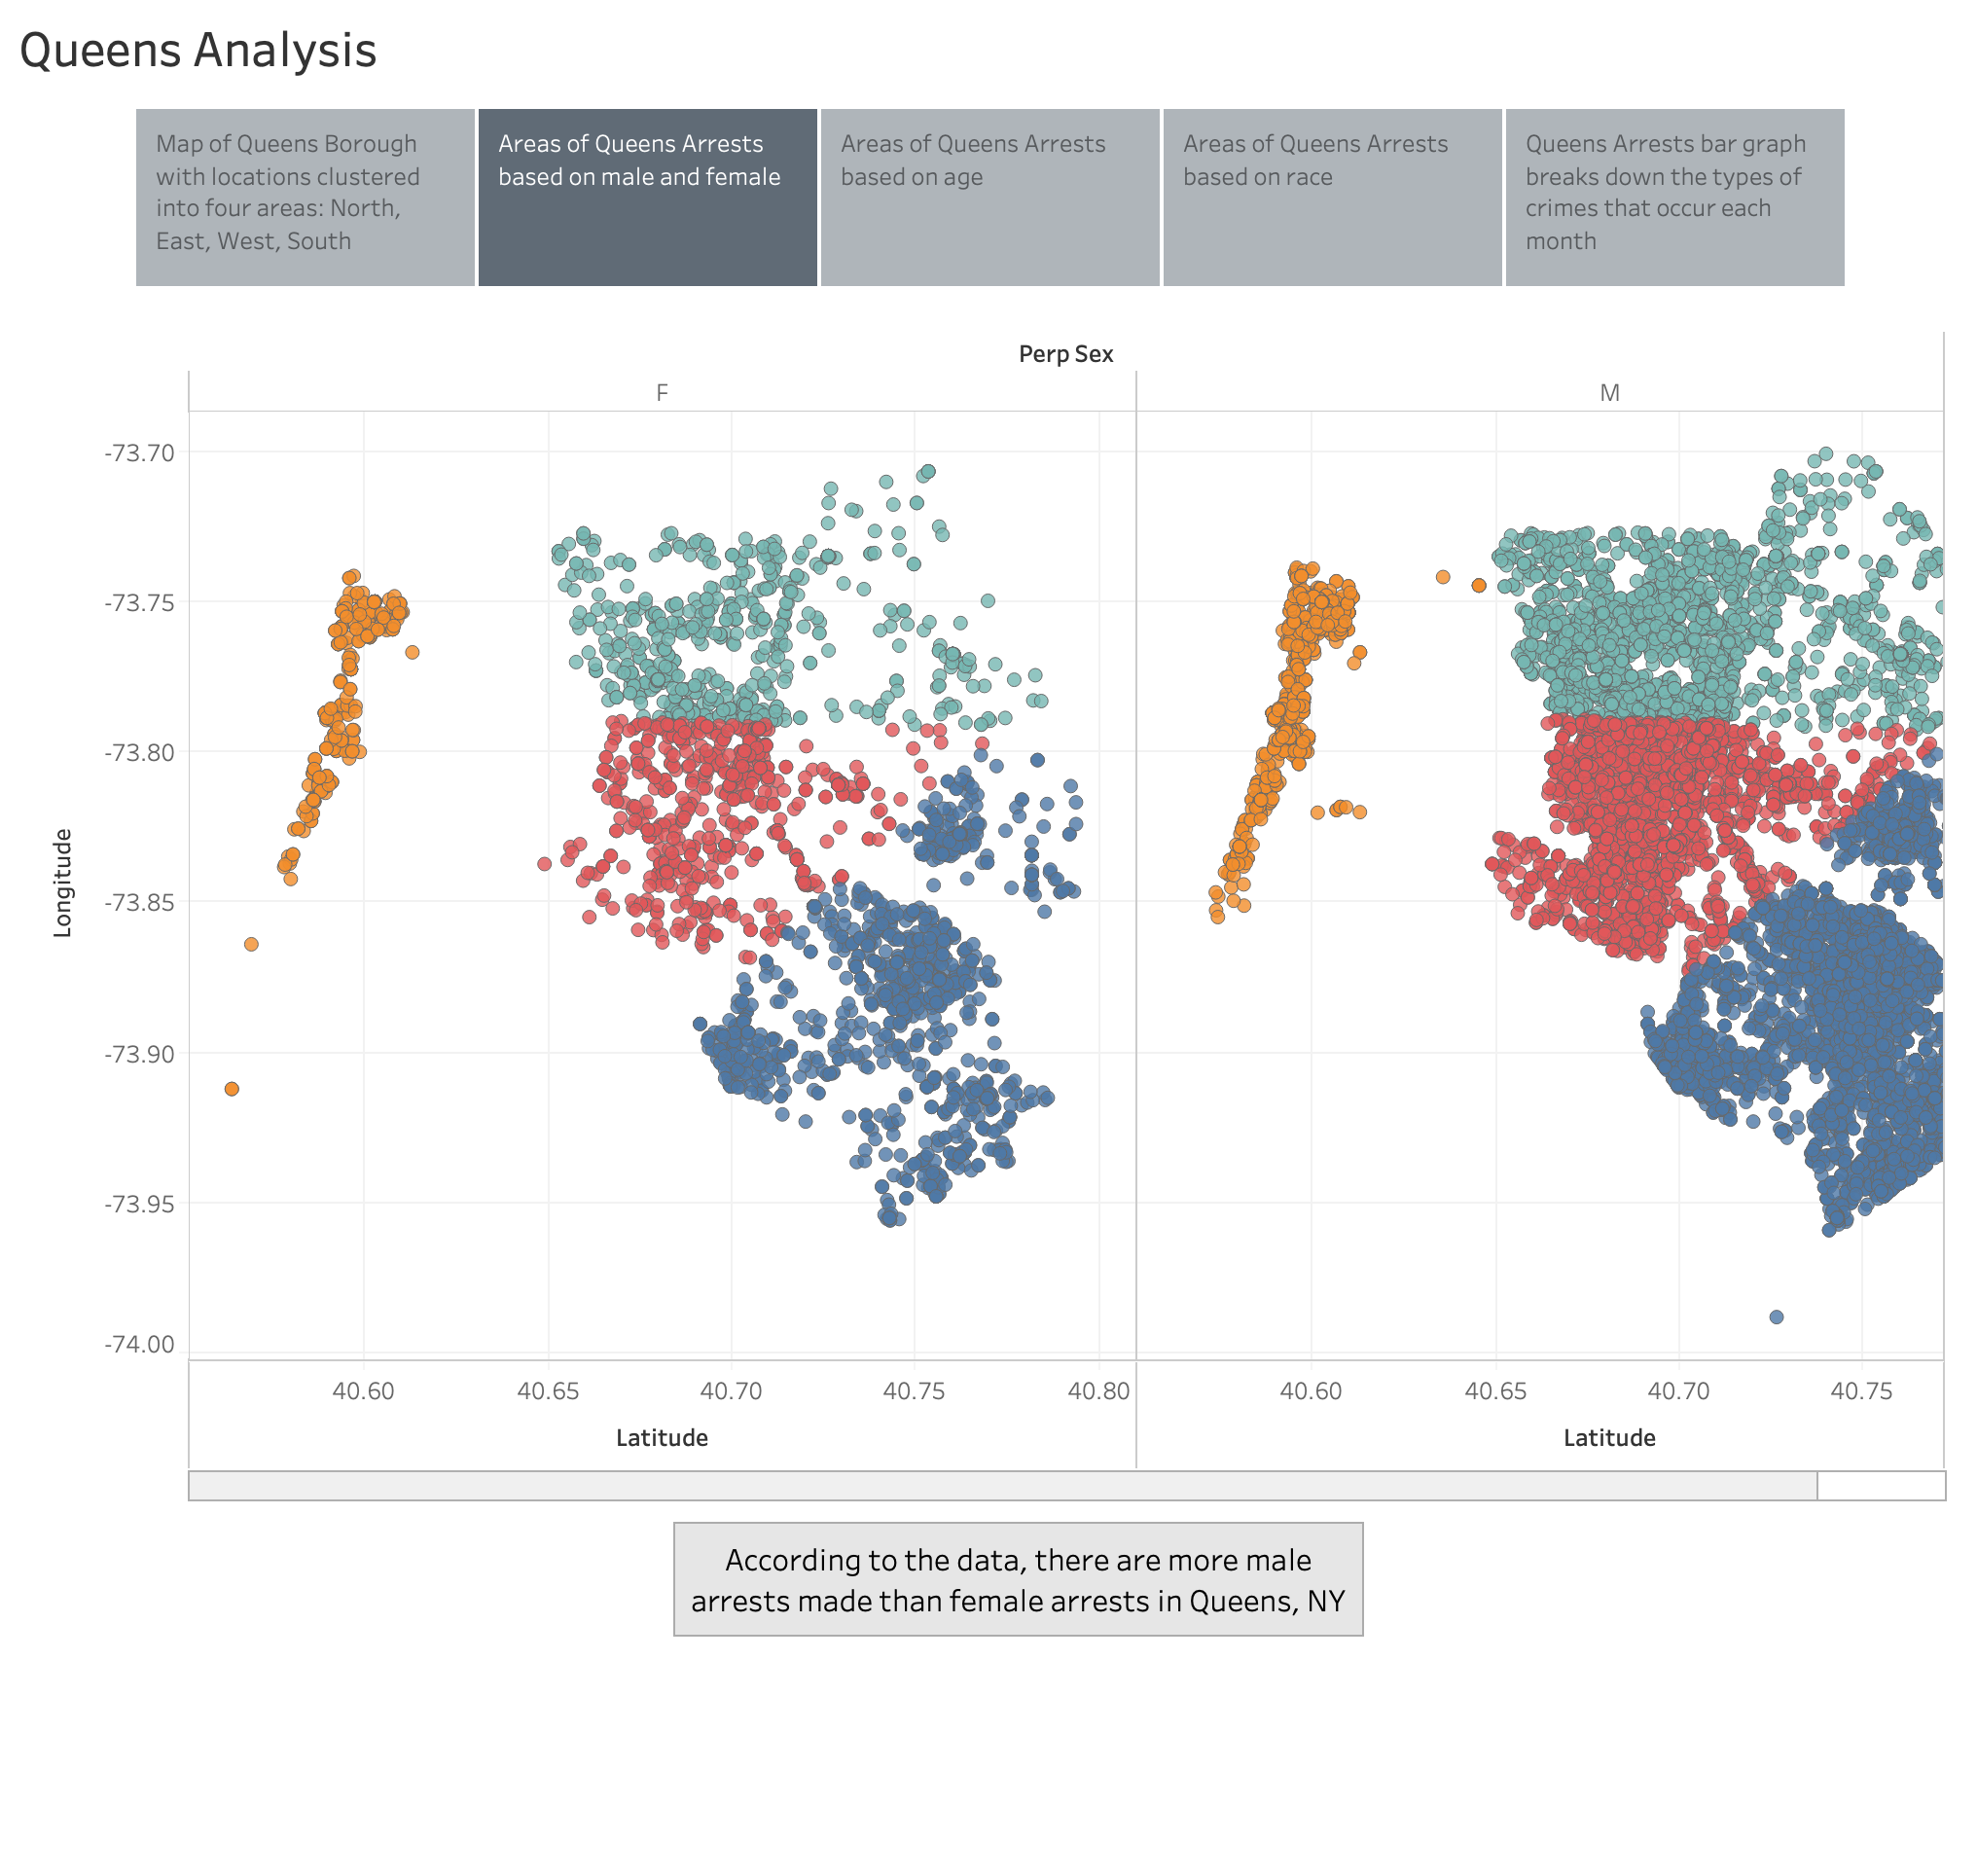 Queens Analysis
Map of Queens Borough
with locations clustered
into four areas: North,
East, West, South
Areas of Queens Arrests
based on male and female
Areas of Queens Arrests
based on age
Areas of Queens Arrests
based on race
Queens Arrests bar graph
breaks down the types of
crimes that occur each
month
Perp Sex
F
M
-73.70
-73.75
-73.80
-73.85
-73.90
-73.95
-74.00
Longitude
40.60
40.65
40.70
40.75
40.80
40.60
40.65
40.70
40.75
Latitude
Latitude
According to the data, there are more male
arrests made than female arrests in Queens, NY